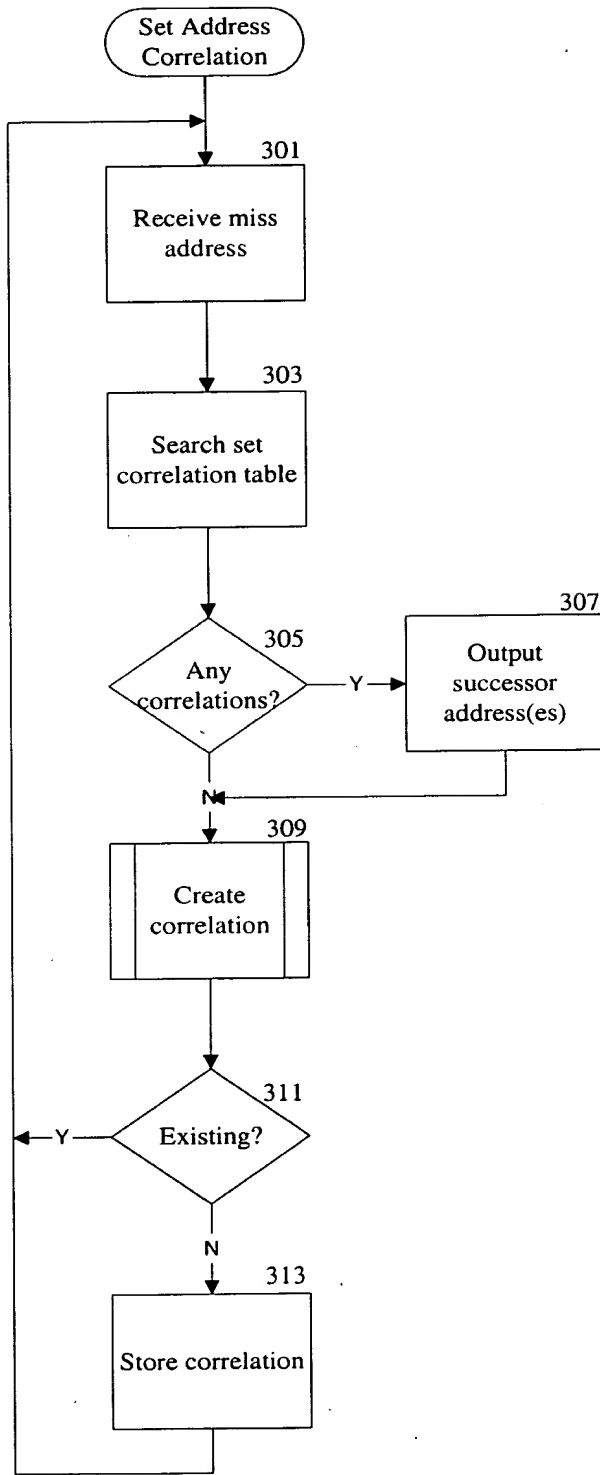 Set Address
Correlation
301
Receive miss
address
303
Search set
correlation table
305
Any
correlations?
Y
307
Output
successor
address(es)
N
309
Create
correlation
311
Existing?
Y
N
313
Store correlation